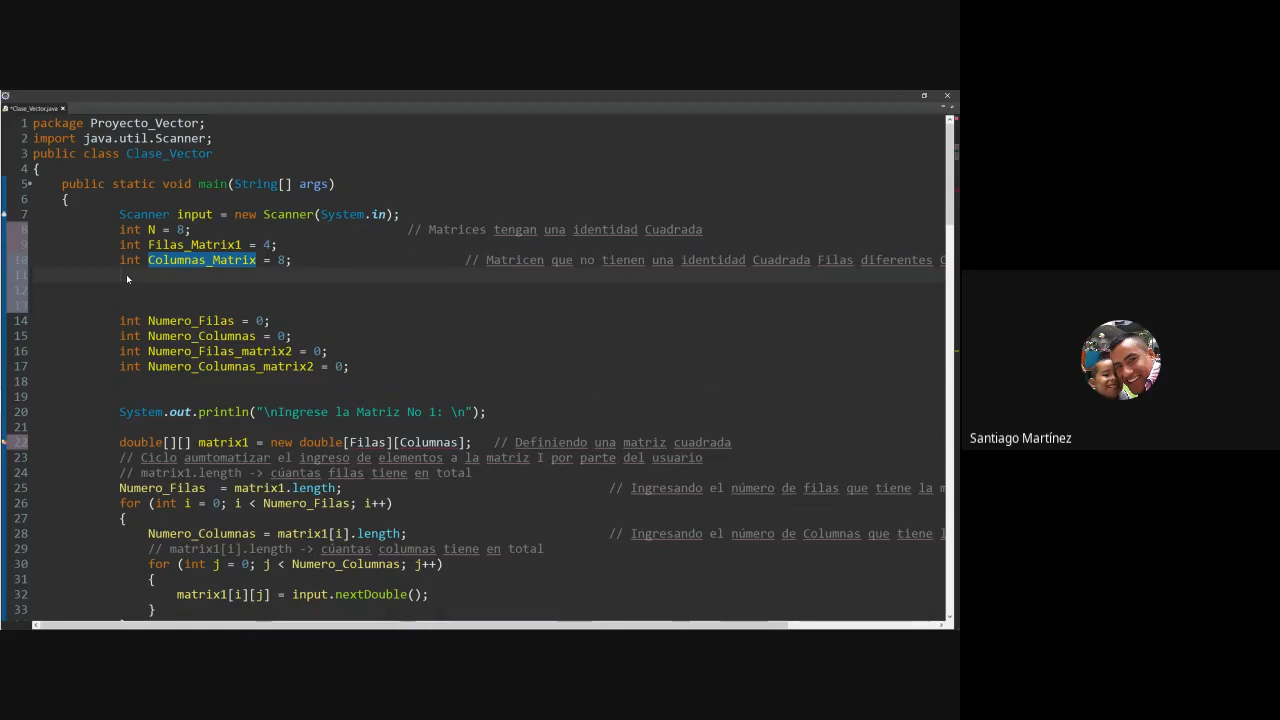 *Clase_Vector.java
1 package Proyecto_Vector;
2 import java.util.Scanner;
3 public class Clase_Vector
4 {
5 public static void main(String[] args)
6 {
7 Scanner input = new Scanner(System.in);
8 int N = 8; // Matrices tengan una identidad Cuadrada
9 int Filas_Matrix1 = 4;
10 int Columnas_Matrix = 8; // Matricen que no tienen una identidad Cuadrada Filas diferentes
11
12
13
14 int Numero_Filas = 0;
15 int Numero_Columnas = 0;
16 int Numero_Filas_matrix2 = 0;
17 int Numero_Columnas_matrix2 = 0;
18
19
20 System.out.println("\nIngrese la Matriz No 1: \n");
21
22 double[][] matrix1 = new double[Filas][Columnas]; // Definiendo una matriz cuadrada
23 // Ciclo aumtomatizar el ingreso de elementos a la matriz I por parte del usuario
24 // matrix1.length -> cúantas filas tiene en total
25 Numero_Filas = matrix1.length; // Ingresando el número de filas que tiene la m
26 for (int i = 0; i < Numero_Filas; i++)
27 {
28 Numero_Columnas = matrix1[i].length; // Ingresando el número de Columnas que tiene l
29 // matrix1[i].length -> cúantas columnas tiene en total
30 for (int j = 0; j < Numero_Columnas; j++)
31 {
32 matrix1[i][j] = input.nextDouble();
33 }
Santiago Martínez